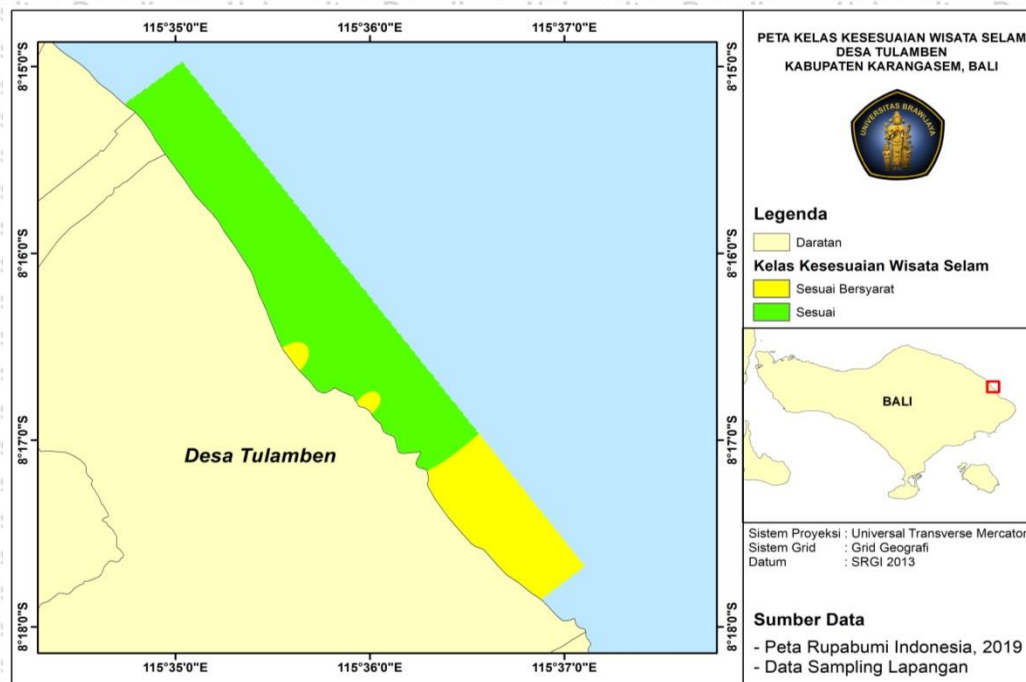 PETA KELAS KESESUAIAN WISATA SELAM
DESA TULAMBEN
KABUPATEN KARANGASEM, BALI
UNIVERSITAS BRAWIJAYA
Legenda
Daratan
Kelas Kesesuaian Wisata Selam
Sesuai Bersyarat
Sesuai
BALI
Sistem Proyeksi : Universal Transverse Mercator
Sistem Grid : Grid Geografi
Datum : SRGI 2013
Sumber Data
- Peta Rupabumi Indonesia, 2019
- Data Sampling Lapangan
115°35'0"E 115°36'0"E 115°37'0"E
8°15'0"S
8°16'0"S
8°17'0"S
8°18'0"S
Desa Tulamben
8°15'0"S
8°16'0"S
8°17'0"S
8°18'0"S
115°35'0"E 115°36'0"E 115°37'0"E